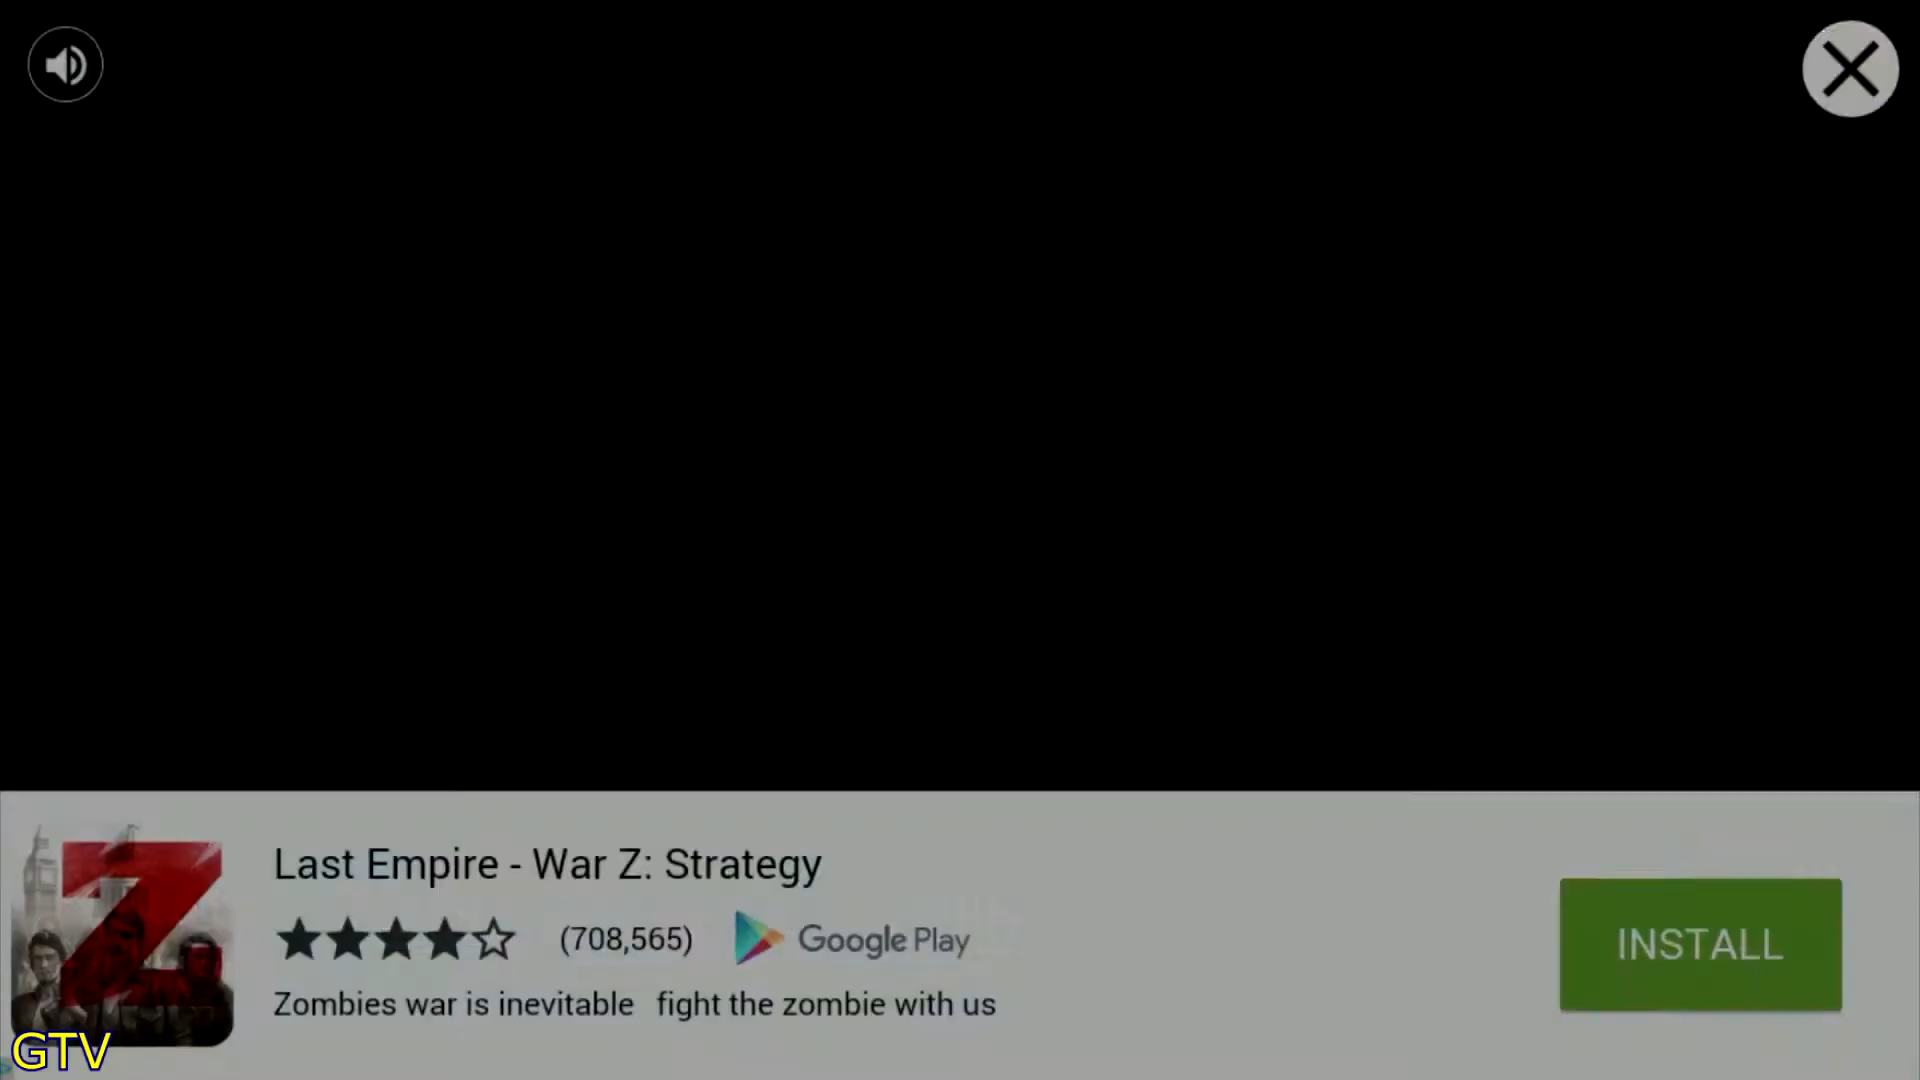 Last Empire - War Z: Strategy
(708,565) Google Play
INSTALL
Zombies war is inevitable fight the zombie with us
Z
GTV